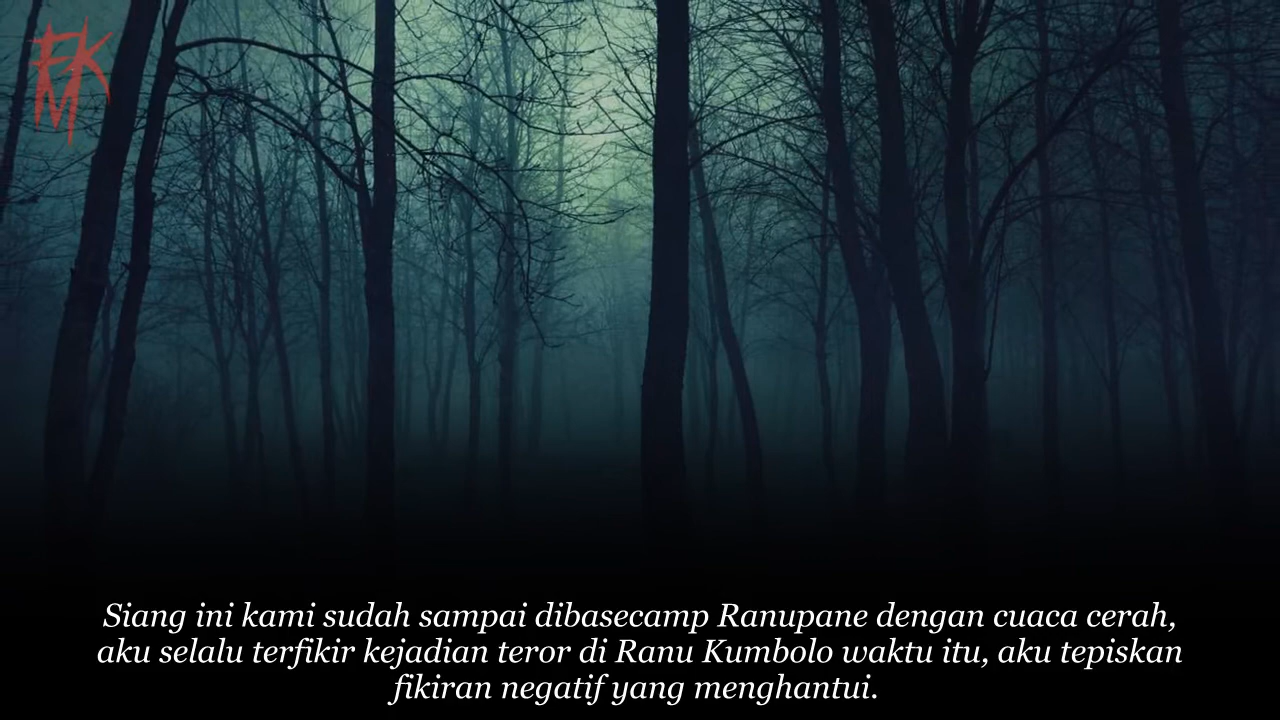 FKM
Siang ini kami sudah sampai dibasecamp Ranupane dengan cuaca cerah,
aku selalu terfikir kejadian teror di Ranu Kumbolo waktu itu, aku tepiskan
fikiran negatif yang menghantui.